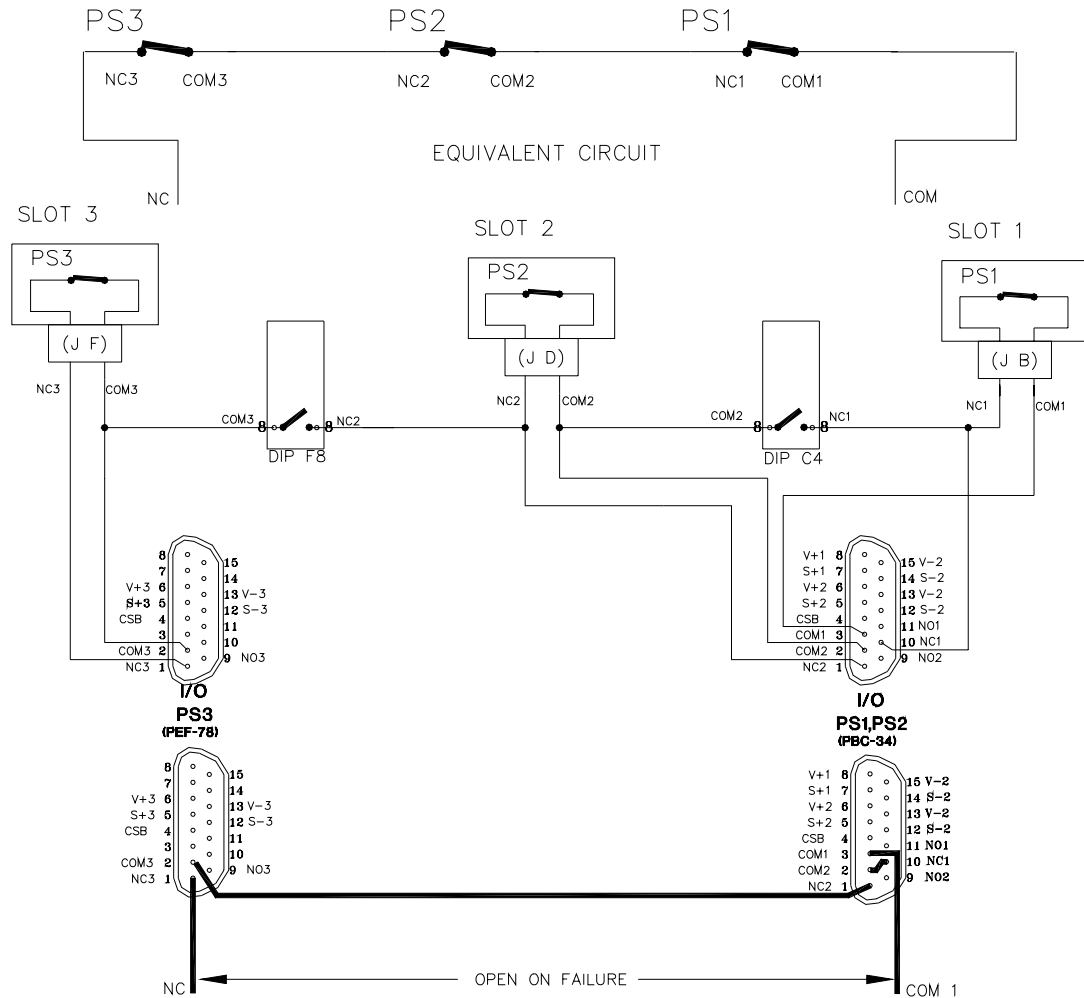 PS3 PS2 PS1
NC3 COM3 NC2 COM2 NC1 COM1
EQUIVALENT CIRCUIT
NC COM
SLOT 3 SLOT 2 SLOT 1
PS3 PS2 PS1
(J F) (J D) (J B)
NC3 COM3 NC2 COM2 NC1 COM1
COM3 8 8 NC2 COM2 8 8 NC1
DIP F8 DIP C4
8 15
7 14
V+3 6 13 V-3
S+3 5 12 S-3
CSB 4 11
3 10
COM3 2 9 NO3
NC3 1
I/O
PS3
(PEF-78)
V+1 8 15 V-2
S+1 7 14 S-2
V+2 6 13 V-2
S+2 5 12 S-2
CSB 4 11 NO1
COM1 3 10 NC1
COM2 2 9 NO2
NC2 1
I/O
PS1,PS2
(PBC-34)
8 15
7 14
V+3 6 13 V-3
S+3 5 12 S-3
CSB 4 11
3 10
COM3 2 9 NO3
NC3 1
V+1 8 15 V-2
S+1 7 14 S-2
V+2 6 13 V-2
S+2 5 12 S-2
CSB 4 11 NO1
COM1 3 10 NC1
COM2 2 9 NO2
NC2 1
NC OPEN ON FAILURE COM 1